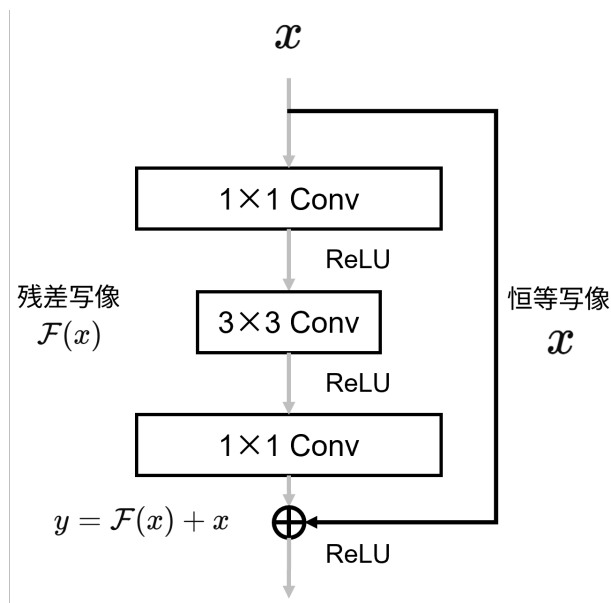 x
1×1 Conv
ReLU
残差写像
F(x)
3×3 Conv
恒等写像
x
ReLU
1×1 Conv
y = F(x) + x
ReLU